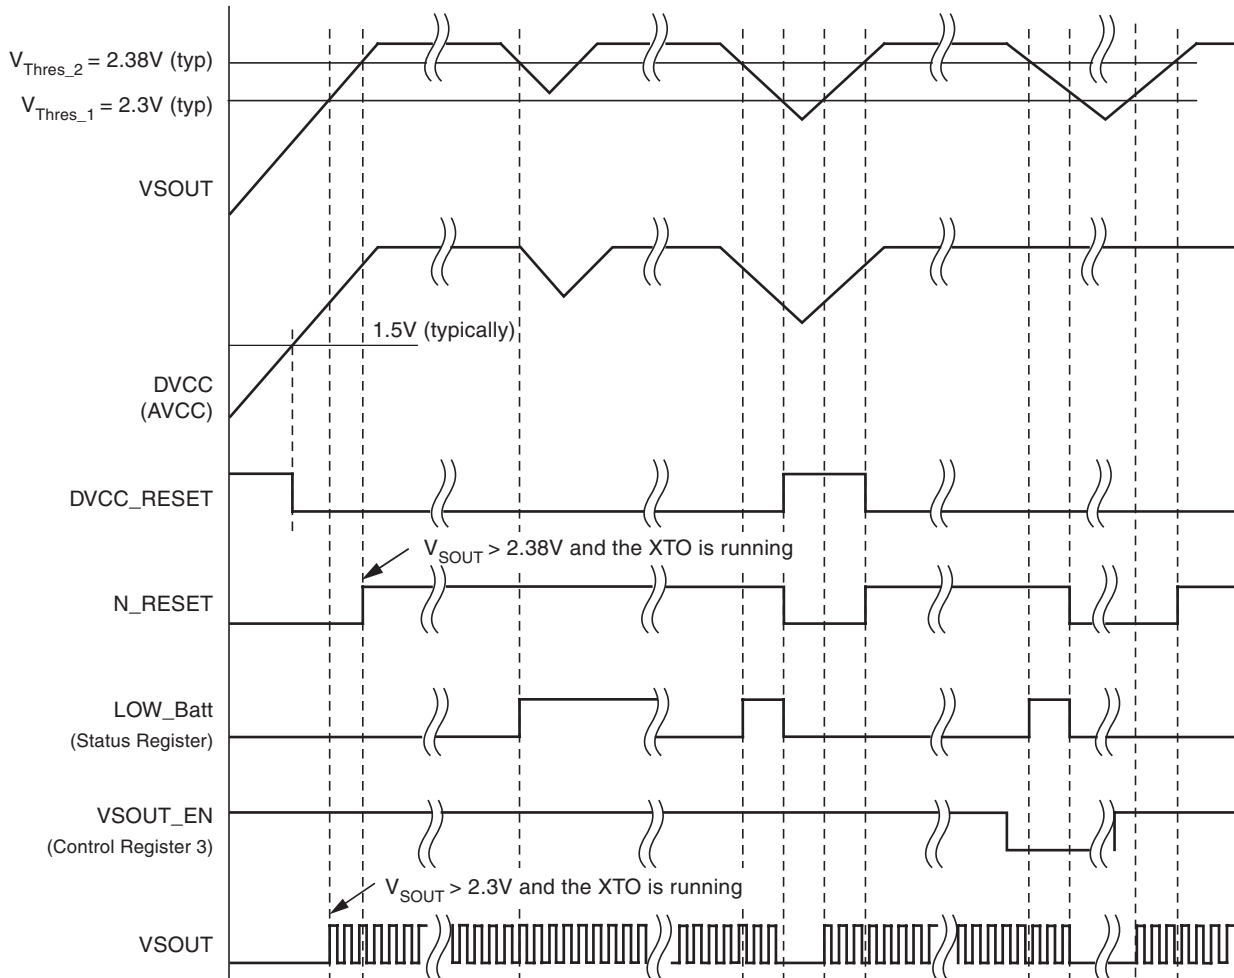 V_Thres_2 = 2.38V (typ)
V_Thres_1 = 2.3V (typ)
VSOUT
1.5V (typically)
DVCC
(AVCC)
DVCC_RESET
V_SOUT > 2.38V and the XTO is running
N_RESET
LOW_Batt
(Status Register)
VSOUT_EN
(Control Register 3)
V_SOUT > 2.3V and the XTO is running
VSOUT